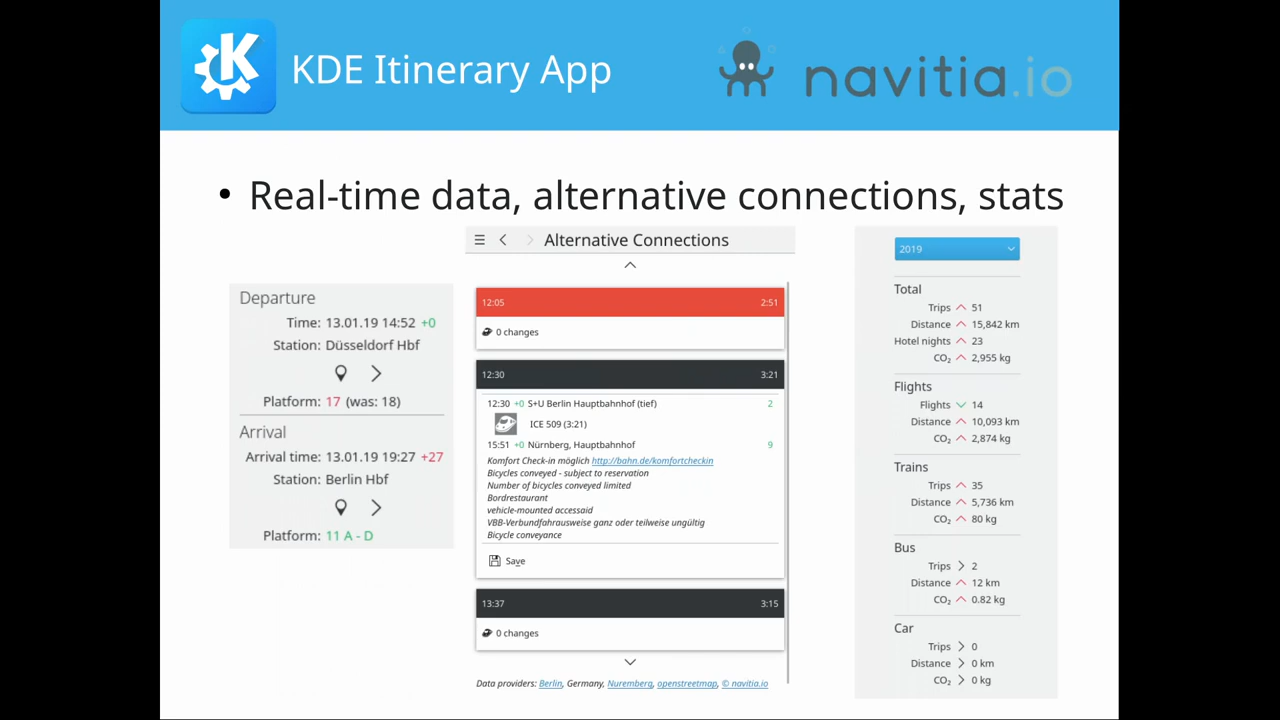 KDE Itinerary App
navitia.io
• Real-time data, alternative connections, stats
Departure
Time: 13.01.19 14:52 +0
Station: Düsseldorf Hbf
Platform: 17 (was: 18)
Arrival
Arrival time: 13.01.19 19:27 +27
Station: Berlin Hbf
Platform: 11 A - D
Alternative Connections
12:05 2:51
0 changes
12:30 3:21
12:30 +0 S+U Berlin Hauptbahnhof (tief) 2
ICE 509 (3:21)
15:51 +0 Nürnberg, Hauptbahnhof 9
Komfort Check-in möglich http://bahn.de/komfortcheckin
Bicycles conveyed - subject to reservation
Number of bicycles conveyed limited
Bordrestaurant
vehicle-mounted accessaid
VBB-Verbundfahrausweise ganz oder teilweise ungültig
Bicycle conveyance
Save
13:37 3:15
0 changes
Data providers: Berlin, Germany, Nuremberg, openstreetmap, © navitia.io
2019
Total
Trips 51
Distance 15,842 km
Hotel nights 23
CO₂ 2,955 kg
Flights
Flights 14
Distance 10,093 km
CO₂ 2,874 kg
Trains
Trips 35
Distance 5,736 km
CO₂ 80 kg
Bus
Trips 2
Distance 12 km
CO₂ 0.82 kg
Car
Trips 0
Distance 0 km
CO₂ 0 kg